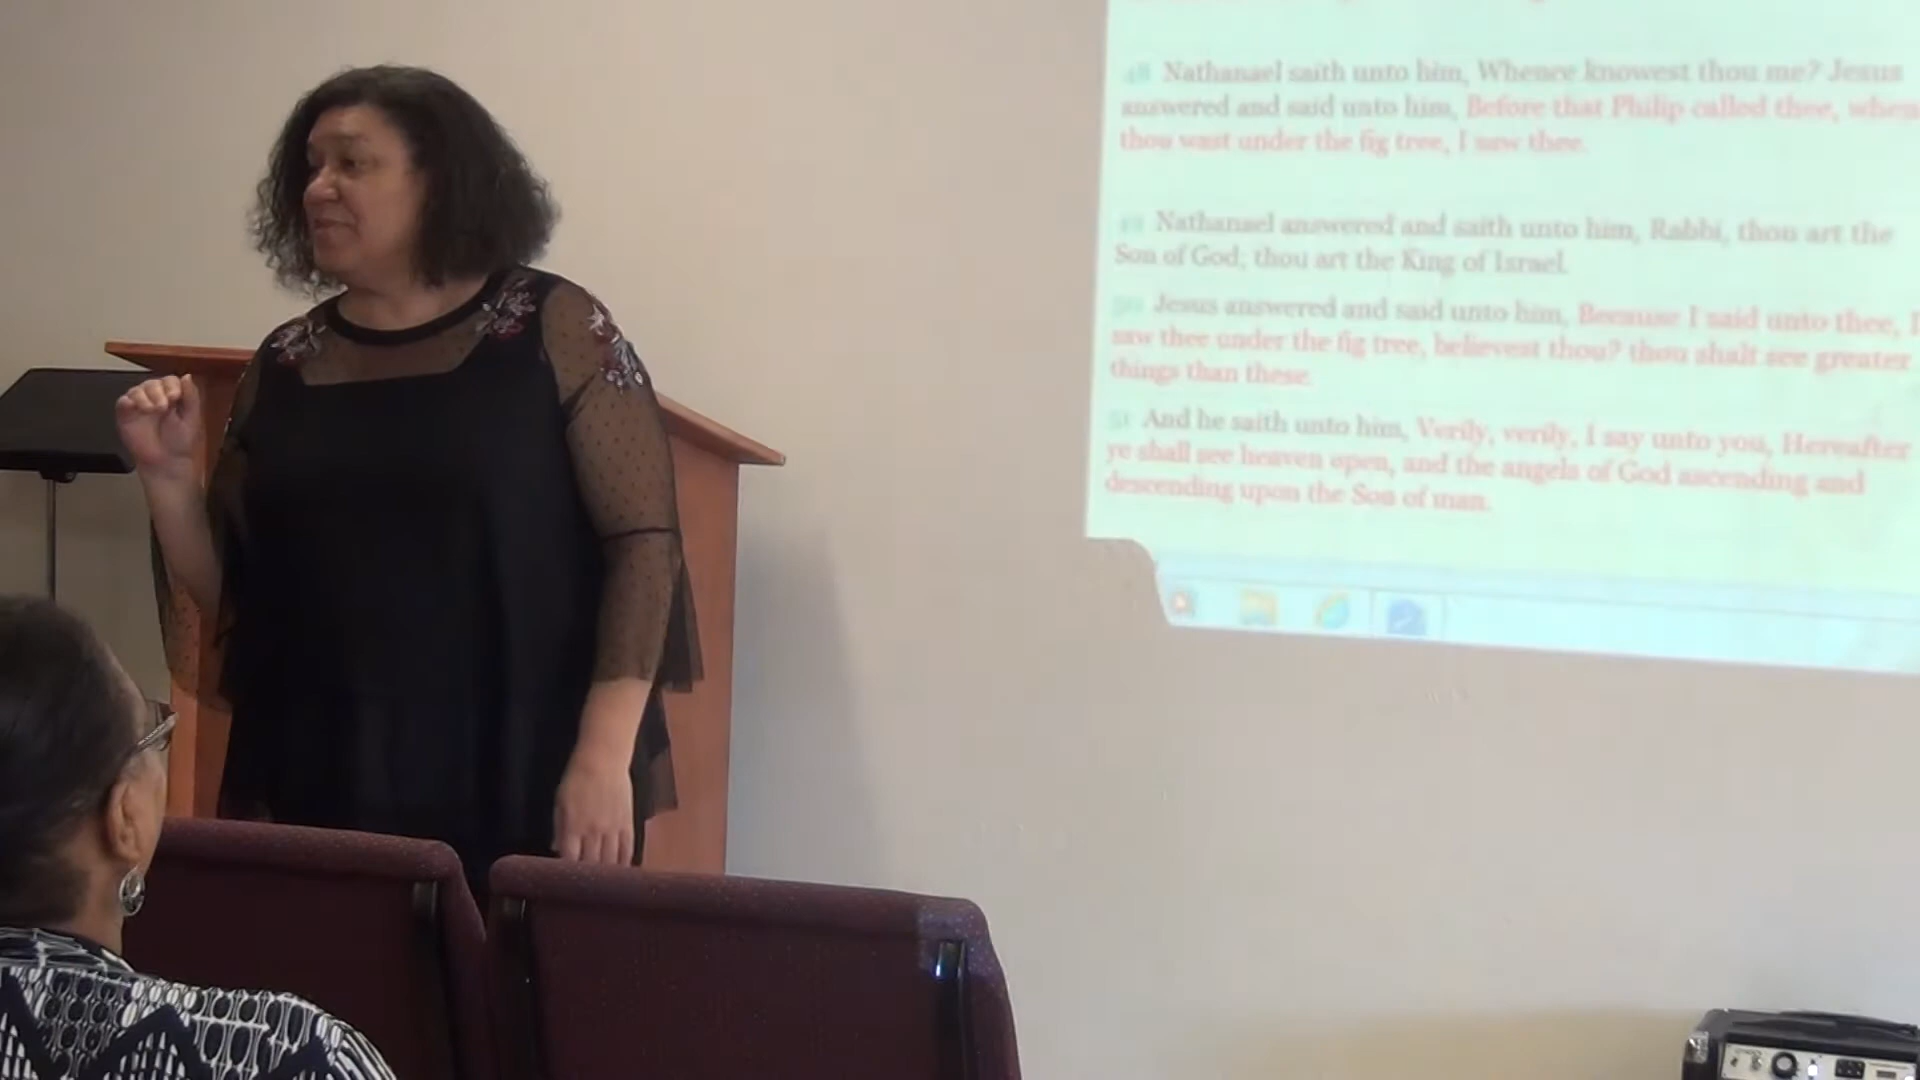 48 Nathanael saith unto him, Whence knowest thou me? Jesus
answered and said unto him, Before that Philip called thee, when
thou wast under the fig tree, I saw thee.
49 Nathanael answered and saith unto him, Rabbi, thou art the
Son of God; thou art the King of Israel.
50 Jesus answered and said unto him, Because I said unto thee, I
saw thee under the fig tree, believest thou? thou shalt see greater
things than these.
51 And he saith unto him, Verily, verily, I say unto you, Hereafter
ye shall see heaven open, and the angels of God ascending and
descending upon the Son of man.